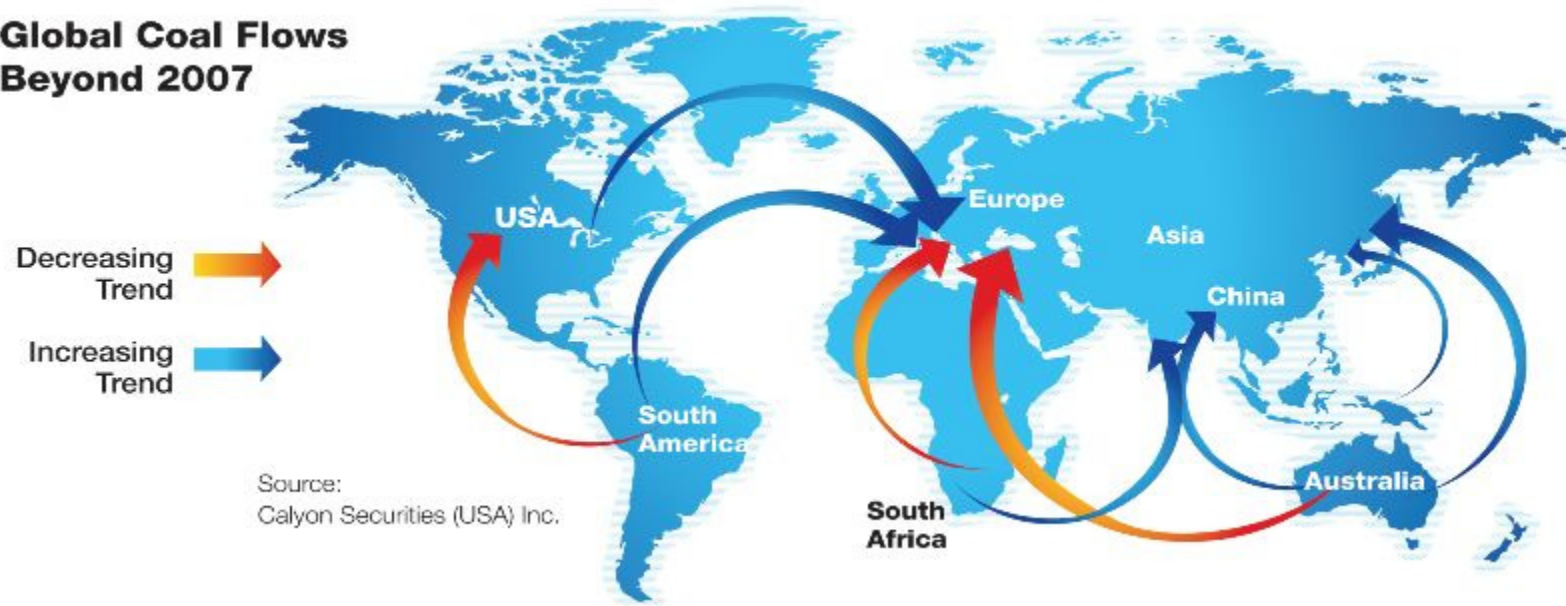 Global Coal Flows
Beyond 2007
USA
Europe
Asia
Decreasing
Trend
China
Increasing
Trend
South
America
Source:
Calyon Securities (USA) Inc.
Australia
South
Africa